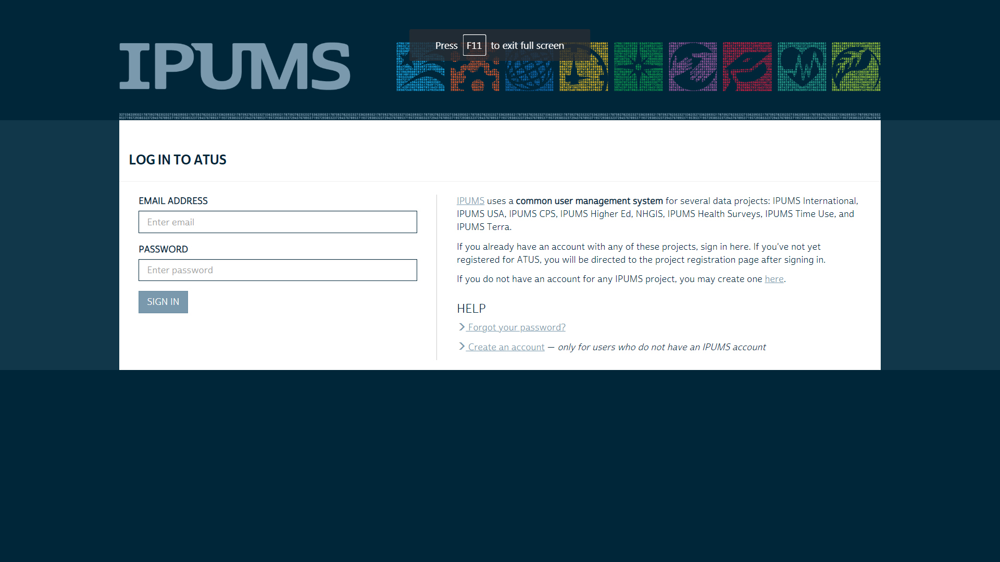 IPUMS
Press F11 to exit full screen
LOG IN TO ATUS
EMAIL ADDRESS
Enter email
PASSWORD
Enter password
SIGN IN
IPUMS uses a common user management system for several data projects: IPUMS International,
IPUMS USA, IPUMS CPS, IPUMS Higher Ed, NHGIS, IPUMS Health Surveys, IPUMS Time Use, and
IPUMS Terra.
If you already have an account with any of these projects, sign in here. If you've not yet
registered for ATUS, you will be directed to the project registration page after signing in.
If you do not have an account for any IPUMS project, you may create one here.
HELP
Forgot your password?
Create an account — only for users who do not have an IPUMS account